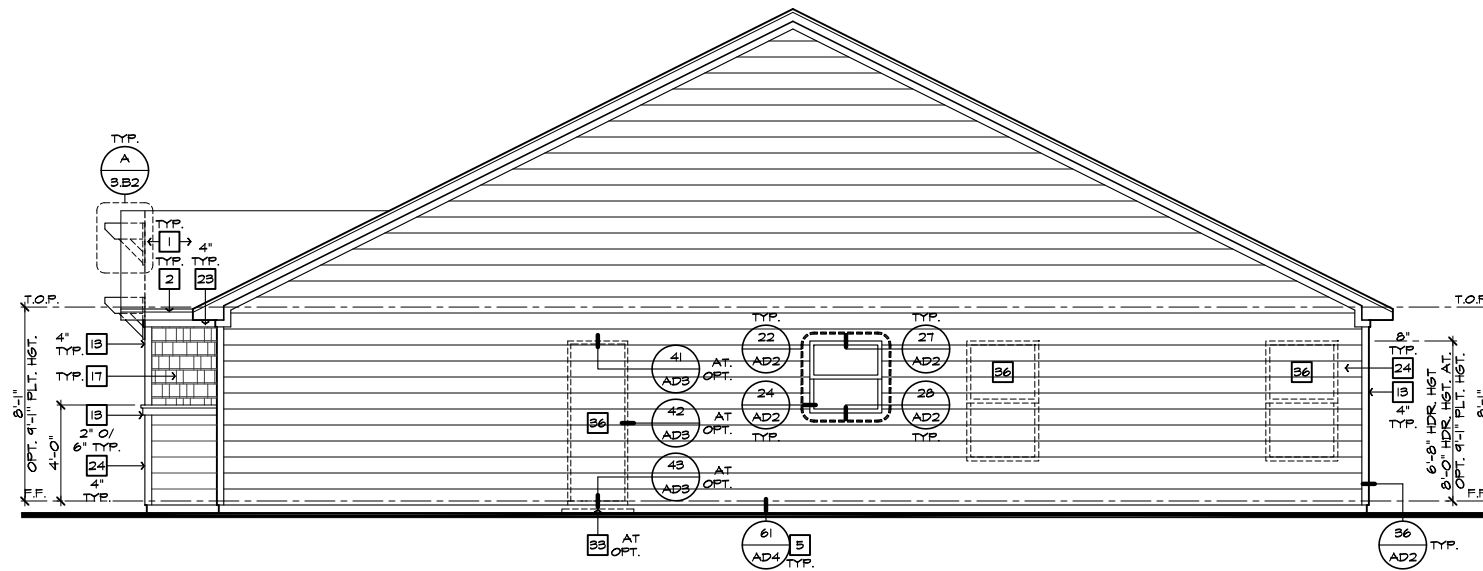 TYP.
A
3.B2
TYP.
1
4"
TYP.
2
23
T.O.P.
T.O.P
4"
TYP.
13
TYP.
17
13
2" O/
6" TYP.
24
4"
TYP.
8'-1"
OPT. 9'-1" PLT. HGT.
4'-0"
F.F.
41
AD3
AT
OPT.
42
AD3
AT
OPT.
43
AD3
AT
OPT.
36
33
AT
OPT.
TYP.
22
AD2
TYP.
27
AD2
24
AD2
TYP.
28
AD2
TYP.
36
36
8"
TYP.
24
13
4"
TYP.
6'-8" HDR. HGT
8'-0" HDR. HGT. AT.
OPT. 9'-1" PLT. HGT.
8'-1"
F.F
61
AD4
5
TYP.
36
AD2
TYP.